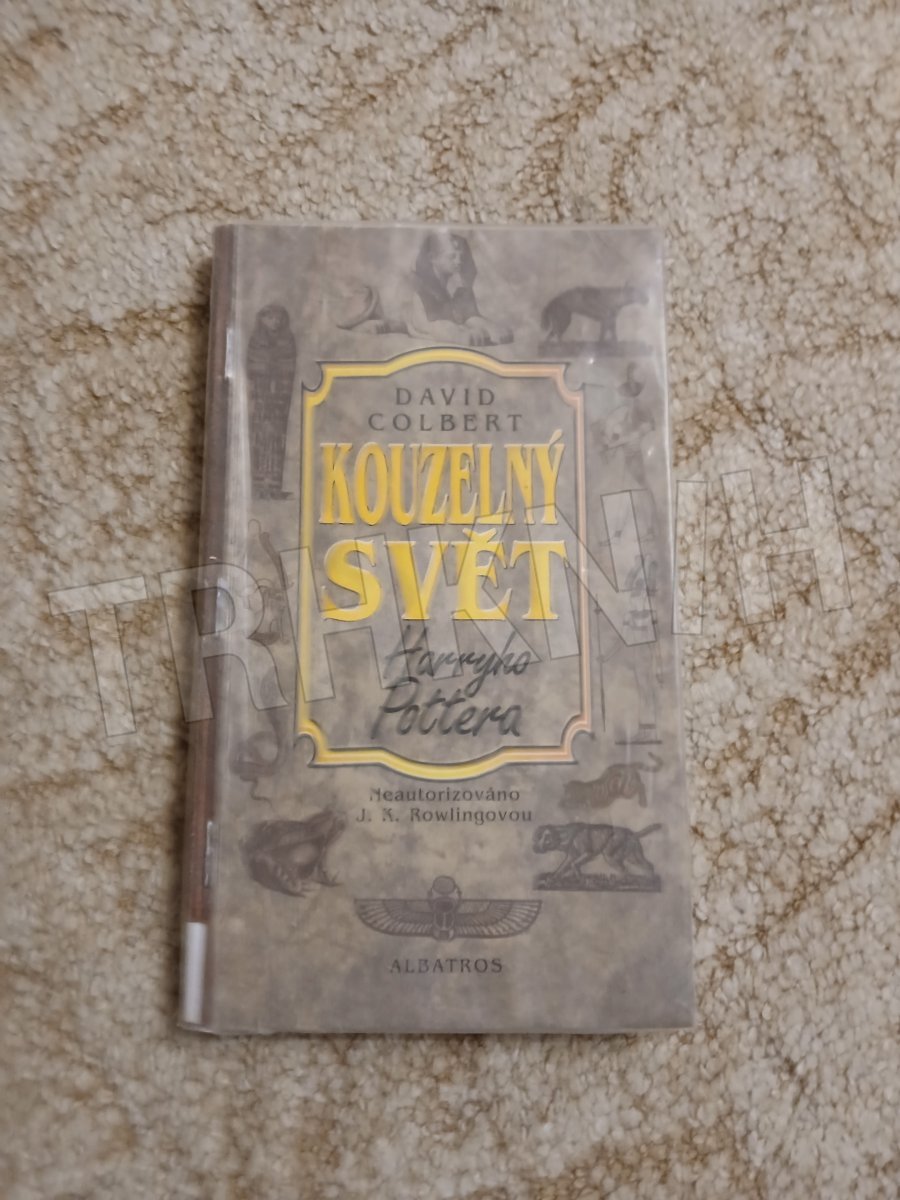 DAVID
COLBERT
KOUZELNÝ
SVĚT
Harryho
Pottera
Neautorizováno
J. K. Rowlingovou
ALBATROS
TRHKNIH